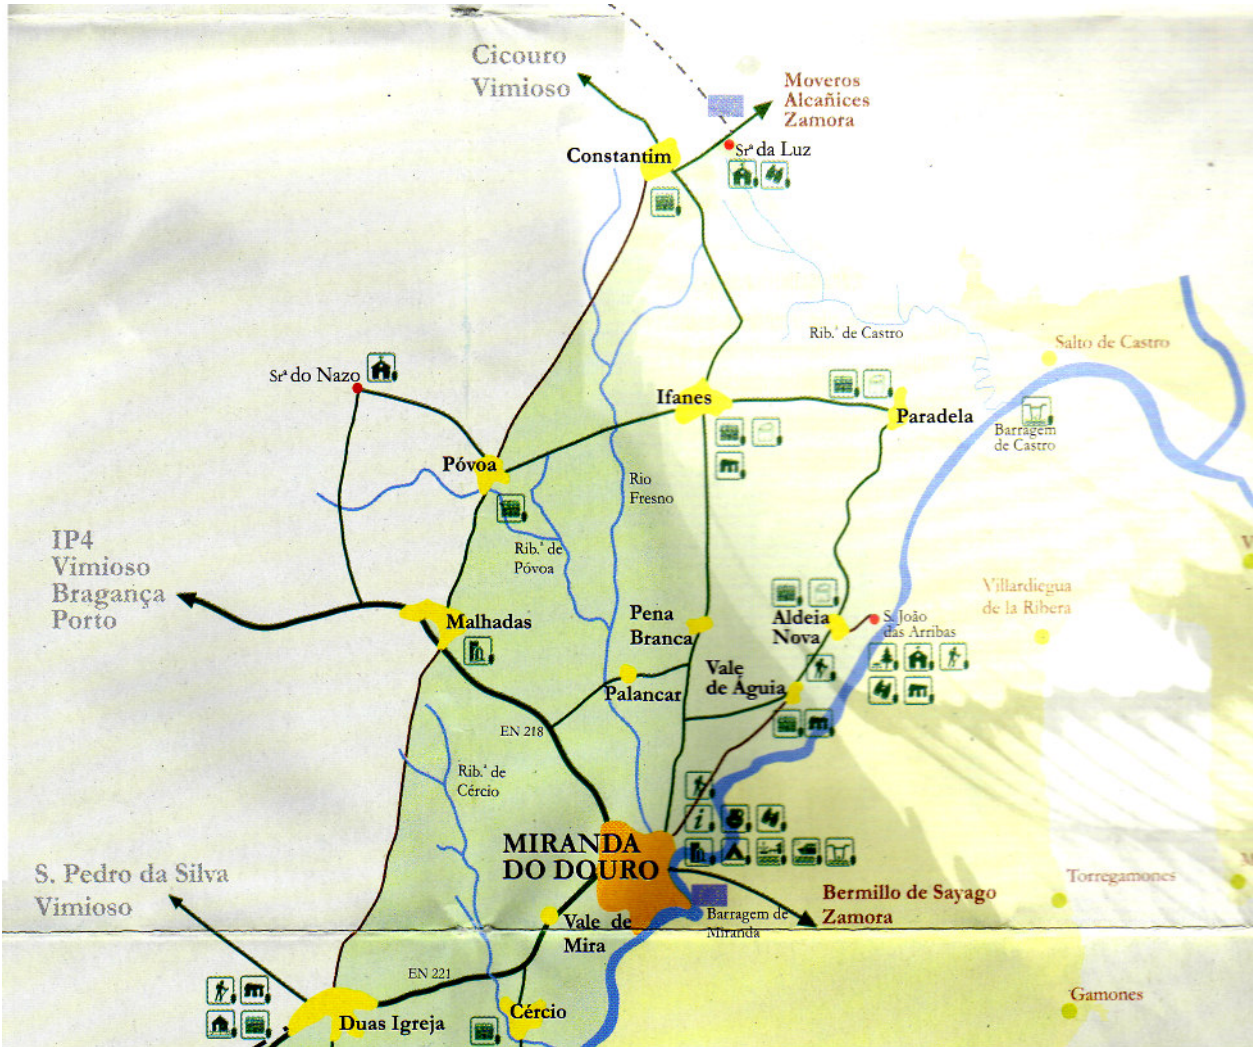 Cicouro
Vimioso
Moveros
Alcañices
Zamora
Constantim
Srª da Luz
Rib.ª de Castro
Salto de Castro
Srª do Nazo
Ifanes
Paradela
Barragem
de Castro
Póvoa
Rio
Fresno
IP4
Vimioso
Bragança
Porto
Rib.ª de
Póvoa
Villardiegua
de la Ribera
Malhadas
Pena
Branca
Aldeia
Nova
S. João
das Arribas
Palancar
Vale
de Águia
EN 218
Rib.ª de
Cércio
i
MIRANDA
DO DOURO
S. Pedro da Silva
Vimioso
Torregamones
Bermillo de Sayago
Zamora
Vale de
Mira
Barragem de
Miranda
EN 221
Duas Igreja
Cércio
Gamones